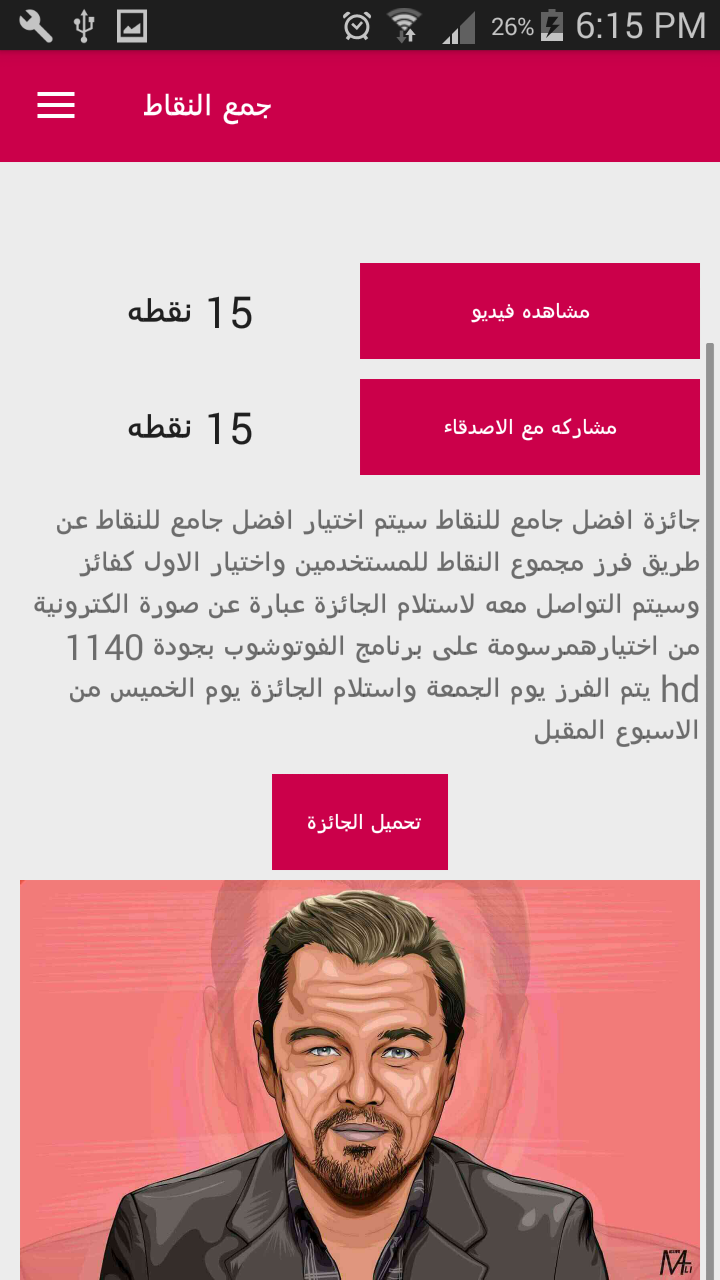 26% 6:15 PM
جمع النقاط
مشاهده فيديو
15 نقطه
مشاركه مع الاصدقاء
15 نقطه
جائزة افضل جامع للنقاط سيتم اختيار افضل جامع للنقاط عن
طريق فرز مجموع النقاط للمستخدمين واختيار الاول كفائز
وسيتم التواصل معه لاستلام الجائزة عبارة عن صورة الكترونية
من اختيارهمرسومة على برنامج الفوتوشوب بجودة 1140
hd يتم الفرز يوم الجمعة واستلام الجائزة يوم الخميس من
الاسبوع المقبل
تحميل الجائزة